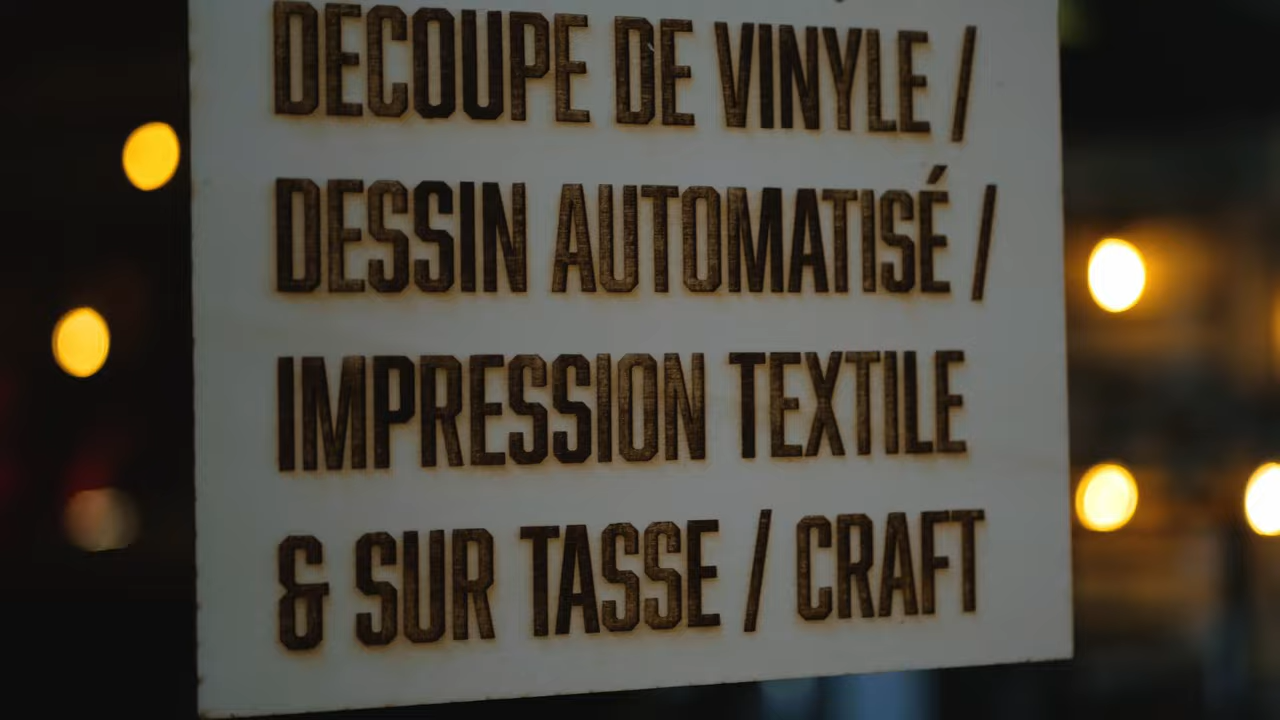 DECOUPE DE VINYLE /
DESSIN AUTOMATISÉ /
IMPRESSION TEXTILE
& SUR TASSE / CRAFT